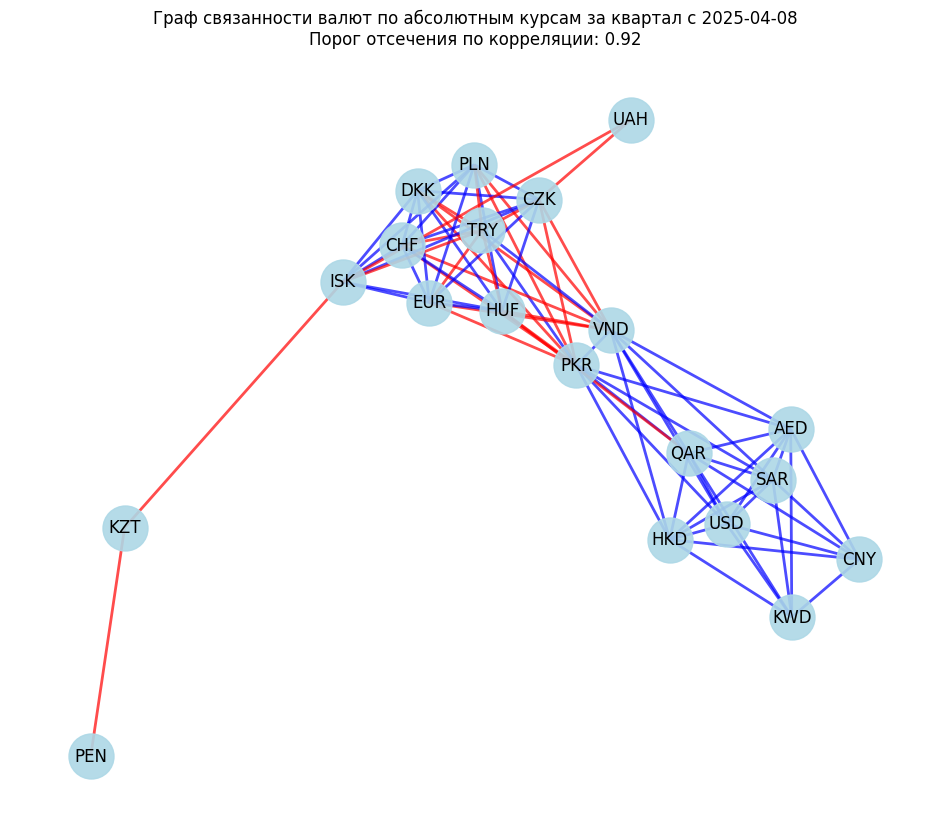 Граф связанности валют по абсолютным курсам за квартал с 2025-04-08
Порог отсечения по корреляции: 0.92
UAH
PLN
DKK
CZK
TRY
CHF
ISK
EUR
HUF
VND
PKR
AED
QAR
SAR
USD
KZT
HKD
CNY
KWD
PEN